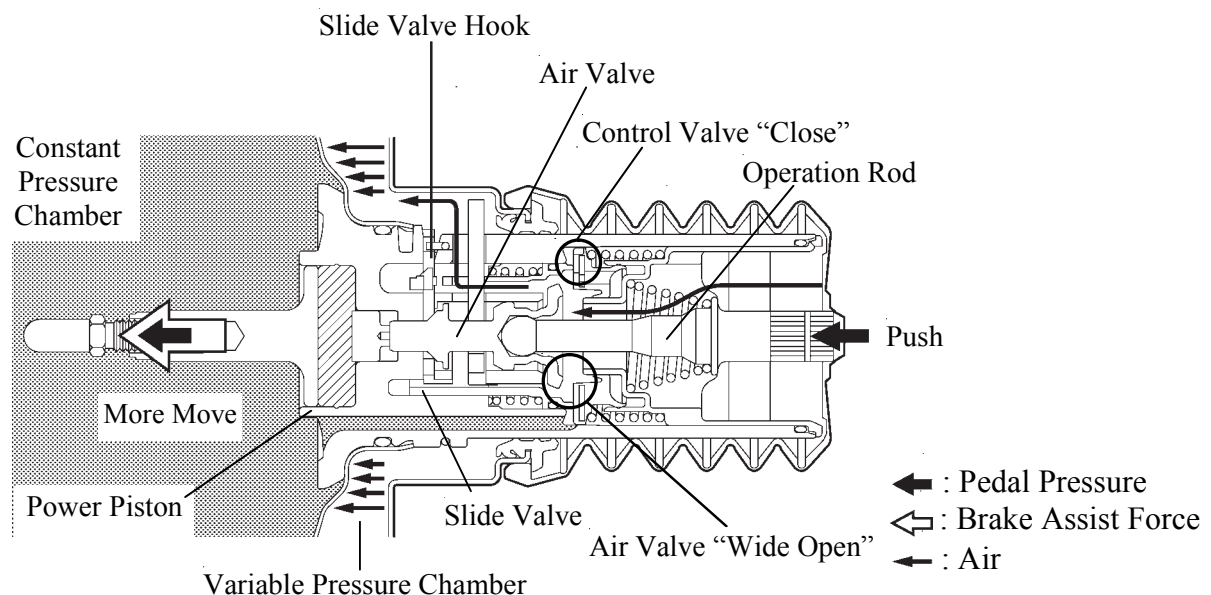 Slide Valve Hook
Air Valve
Control Valve “Close”
Operation Rod
Constant
Pressure
Chamber
Push
More Move
Power Piston
Slide Valve
Air Valve “Wide Open”
Variable Pressure Chamber
: Pedal Pressure
: Brake Assist Force
: Air